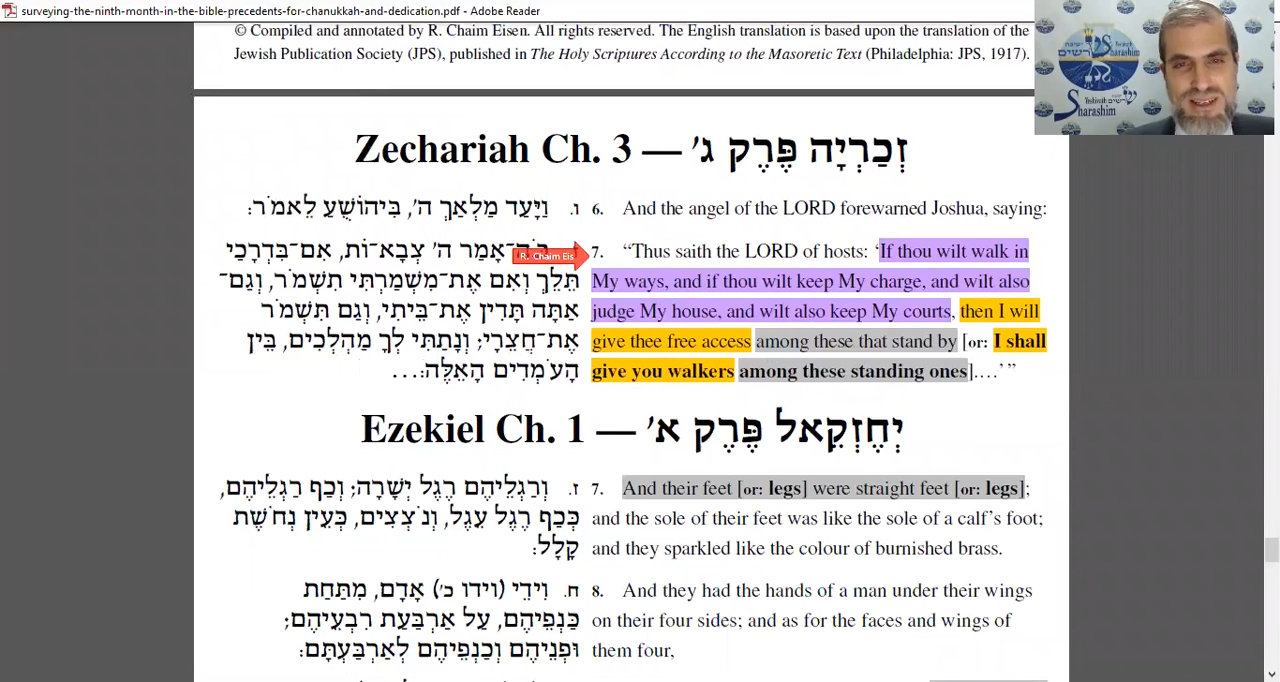 surveying-the-ninth-month-in-the-bible-precedents-for-chanukkah-and-dedication.pdf - Adobe Reader
© Compiled and annotated by R. Chaim Eisen. All rights reserved. The English translation is based upon the translation of the
Jewish Publication Society (JPS), published in The Holy Scriptures According to the Masoretic Text (Philadelphia: JPS, 1917).
Sharashim
שרשים
Yeshivath
Sharashim
Zechariah Ch. 3 — זְכַרְיָה פֶּרֶק ג׳
ו. וַיָּעַד מַלְאַךְ ה׳, בִּיהוֹשֻׁעַ לֵאמֹר:
6. And the angel of the LORD forewarned Joshua, saying:
אָמַר ה׳ צְבָא־וֹת, אִם־בִּדְרָכַי
תֵּלֵךְ וְאִם אֶת־מִשְׁמַרְתִּי תִשְׁמֹר, וְגַם־
אַתָּה תָּדִין אֶת־בֵּיתִי, וְגַם תִּשְׁמֹר
אֶת־חֲצֵרָי; וְנָתַתִּי לְךָ מַהְלְכִים, בֵּין
הָעֹמְדִים הָאֵלֶּה:...
R. Chaim Eis
7. “Thus saith the LORD of hosts: ‘If thou wilt walk in
My ways, and if thou wilt keep My charge, and wilt also
judge My house, and wilt also keep My courts, then I will
give thee free access among these that stand by [or: I shall
give you walkers among these standing ones].…’”
Ezekiel Ch. 1 — יְחֶזְקֵאל פֶּרֶק א׳
ז. וְרַגְלֵיהֶם רֶגֶל יְשָׁרָה; וְכַף רַגְלֵיהֶם,
כְּכַף רֶגֶל עֵגֶל, וְנֹצְצִים, כְּעֵין נְחֹשֶׁת
קָלָל:
7. And their feet [or: legs] were straight feet [or: legs];
and the sole of their feet was like the sole of a calf’s foot;
and they sparkled like the colour of burnished brass.
ח. וִידֵי (וידו כ׳) אָדָם, מִתַּחַת
כַּנְפֵיהֶם, עַל אַרְבַּעַת רִבְעֵיהֶם;
וּפְנֵיהֶם וְכַנְפֵיהֶם לְאַרְבַּעְתָּם:
8. And they had the hands of a man under their wings
on their four sides; and as for the faces and wings of
them four,